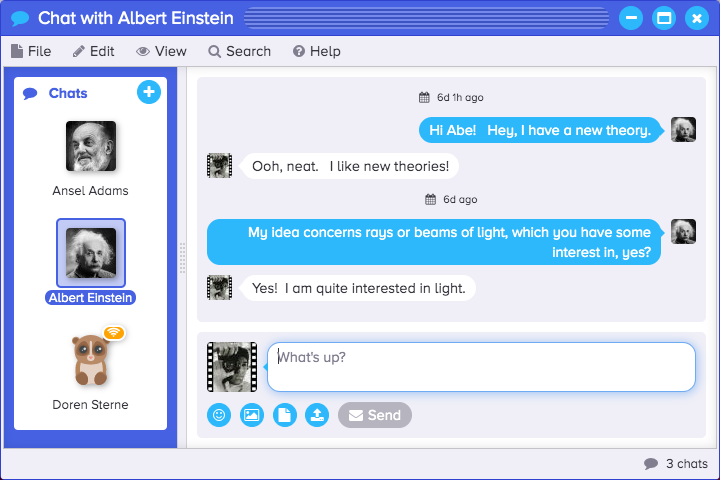 Chat with Albert Einstein
File Edit View Search Help
Chats
Ansel Adams
Albert Einstein
Doren Sterne
6d 1h ago
Hi Abe! Hey, I have a new theory.
Ooh, neat. I like new theories!
6d ago
My idea concerns rays or beams of light, which you have some
interest in, yes?
Yes! I am quite interested in light.
What's up?
Send
3 chats